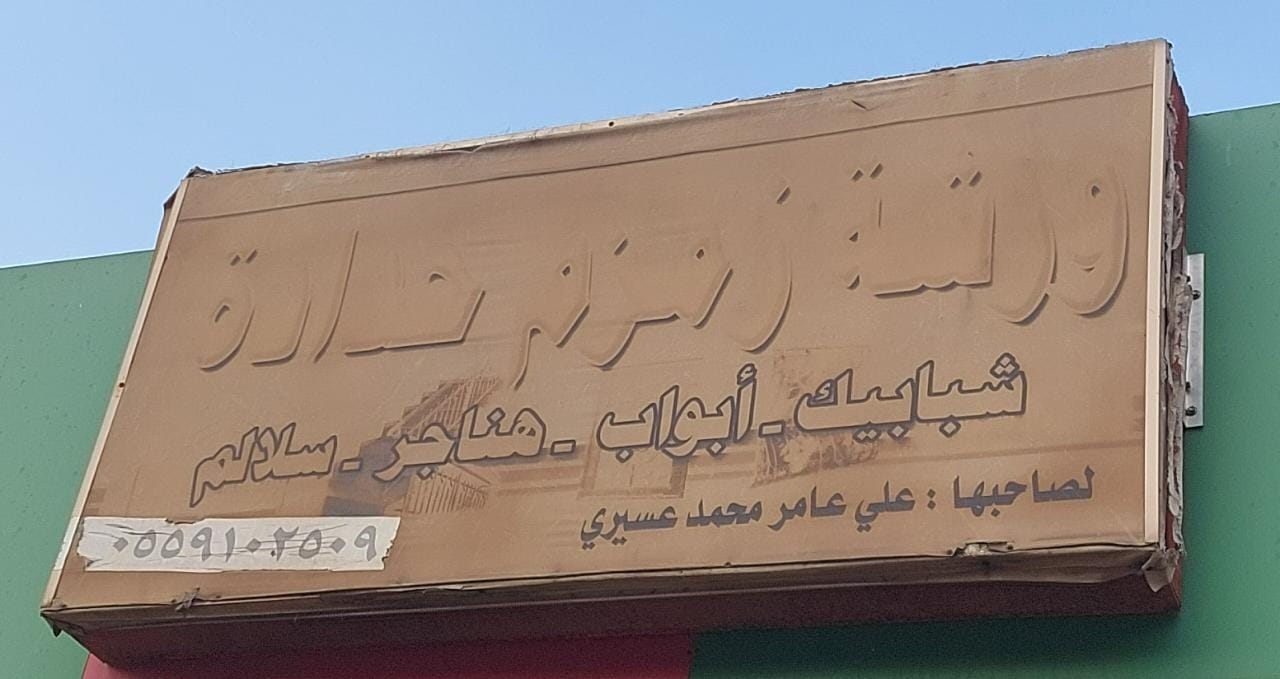 ورشة زمزم حدادة
شبابيك - أبواب - هناجر - سلالم
لصاحبها : علي عامر محمد عسيري
٠٥٥٩١٠٢٥٠٩